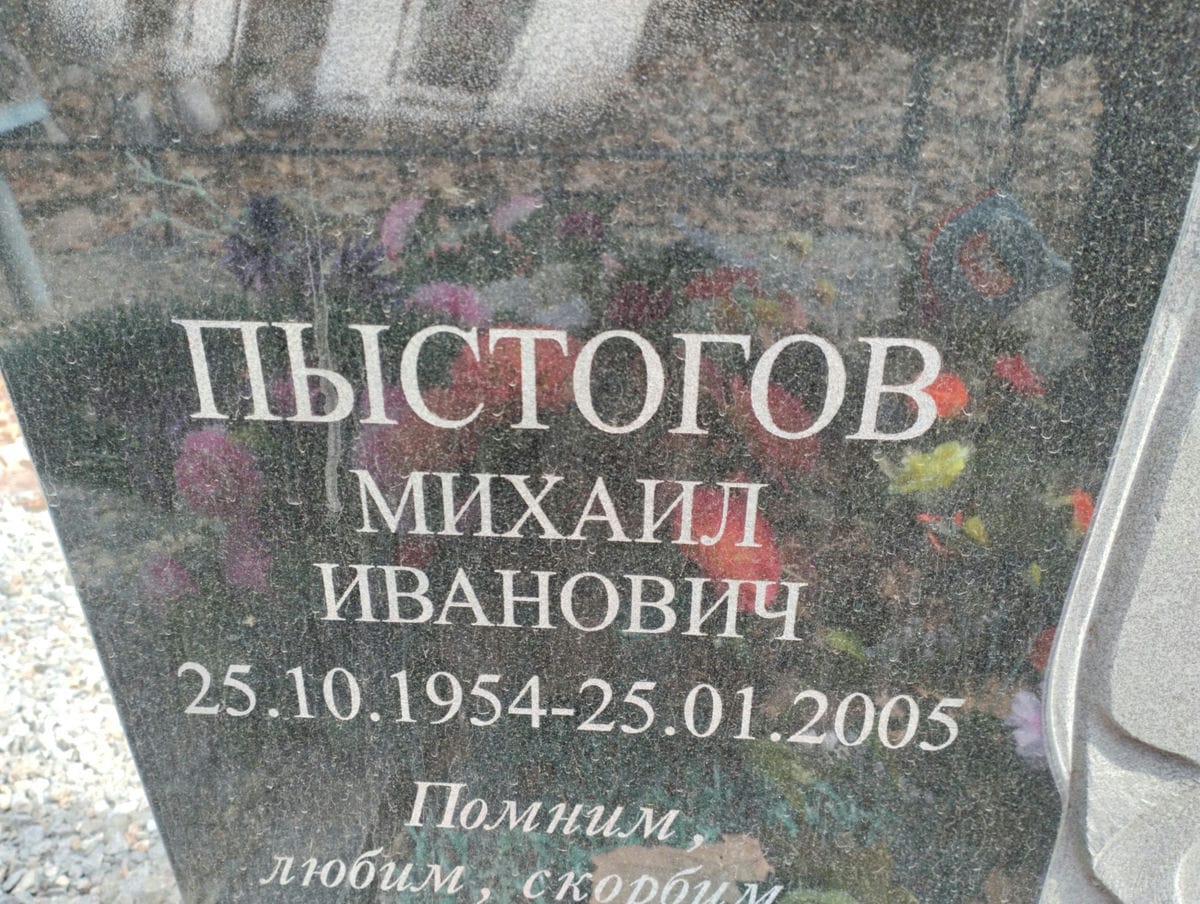 ПЫСТОГОВ
МИХАИЛ
ИВАНОВИЧ
25.10.1954-25.01.2005
Помним,
любим, скорбим